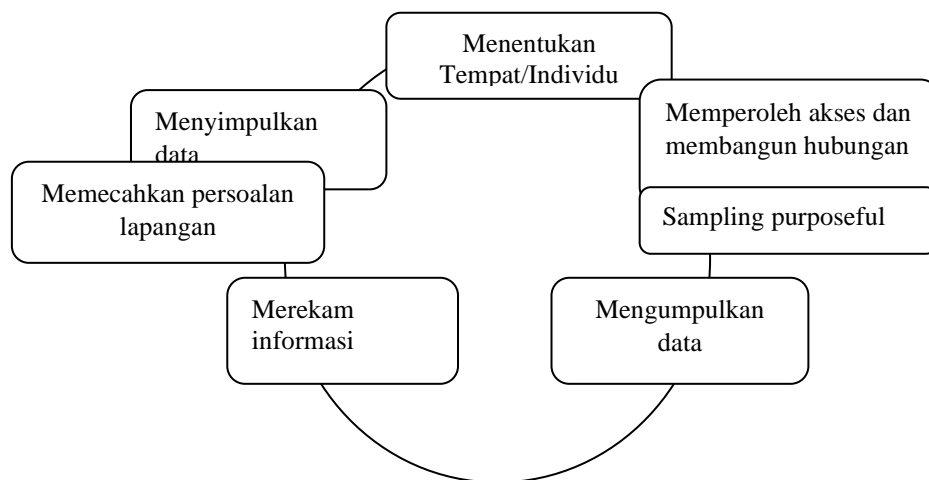 Menentukan
Tempat/Individu
Memperoleh akses dan
membangun hubungan
Sampling purposeful
Mengumpulkan
data
Merekam
informasi
Memecahkan persoalan
lapangan
Menyimpulkan
data